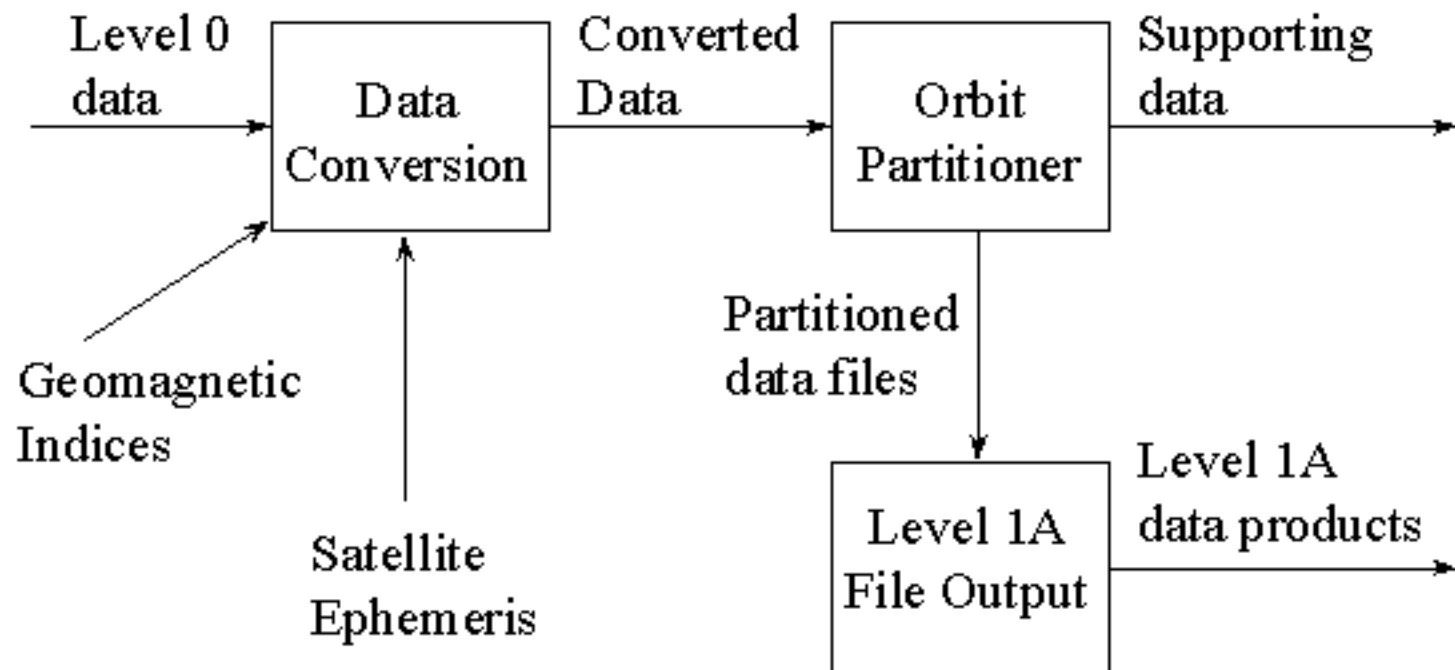 Level 0
data
Data
Conversion
Converted
Data
Orbit
Partitioner
Supporting
data
Geomagnetic
Indices
Satellite
Ephemeris
Partitioned
data files
Level 1A
File Output
Level 1A
data products